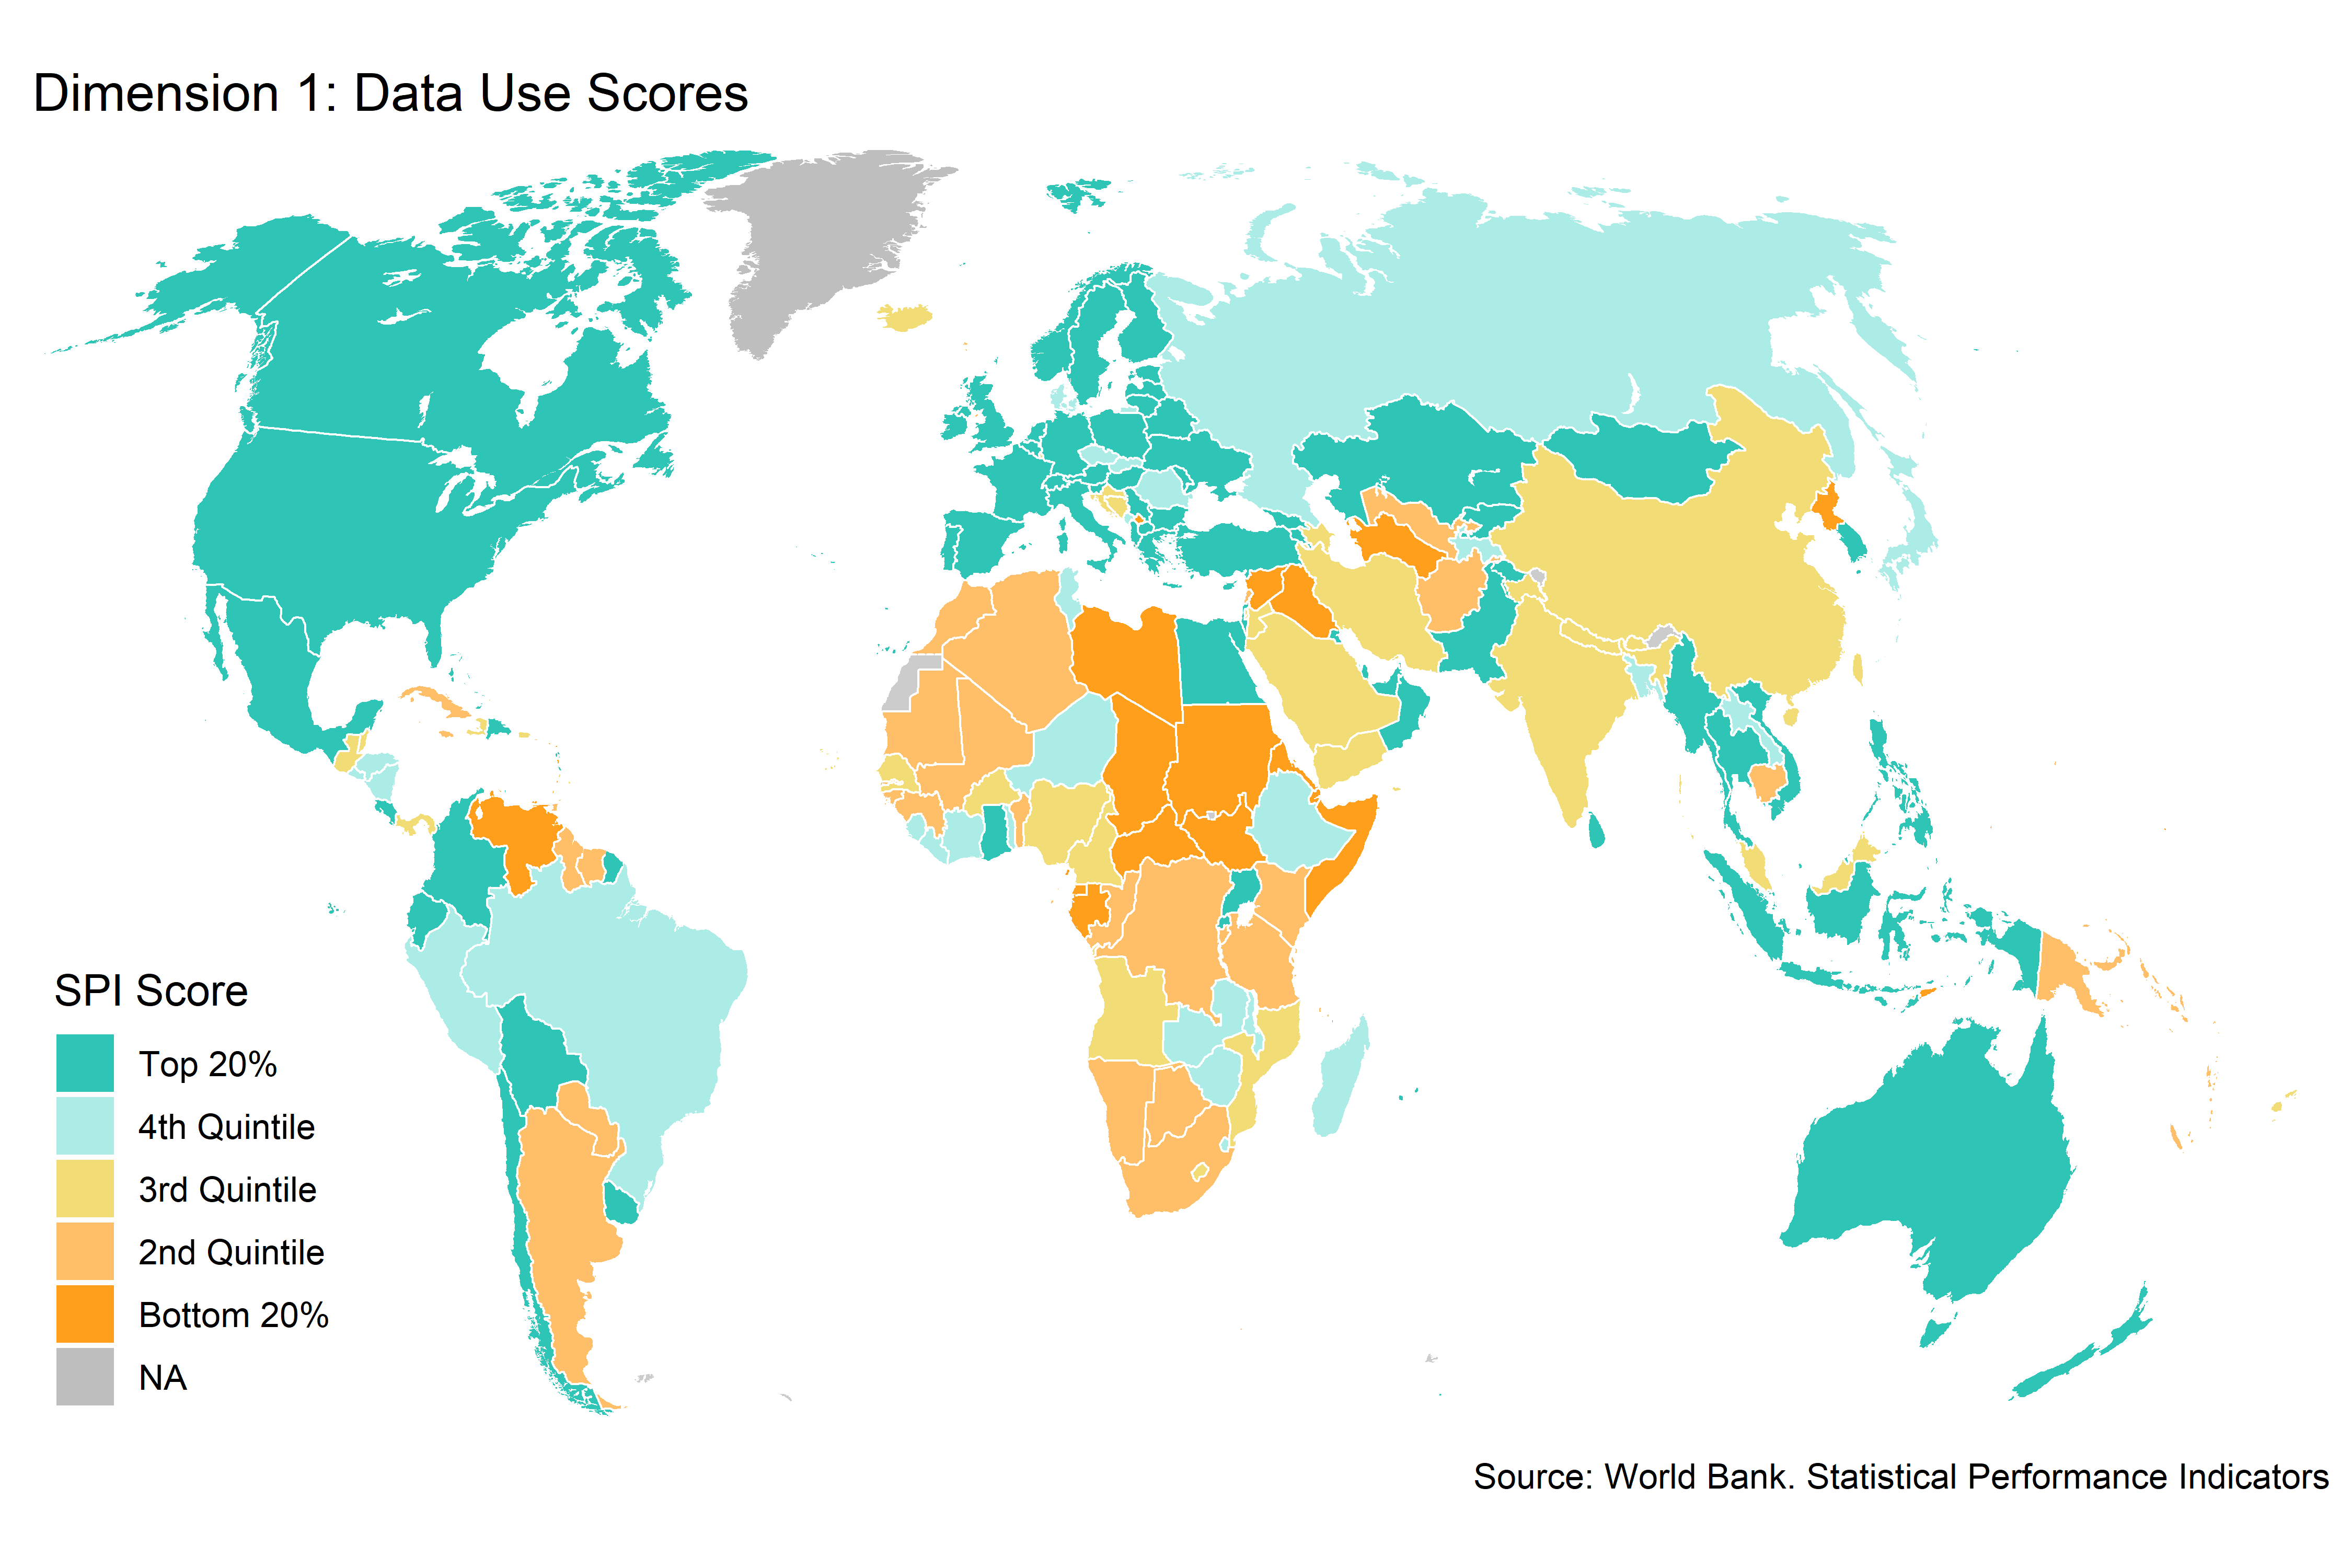 Dimension 1: Data Use Scores
SPI Score
Top 20%
4th Quintile
3rd Quintile
2nd Quintile
Bottom 20%
NA
Source: World Bank. Statistical Performance Indicators